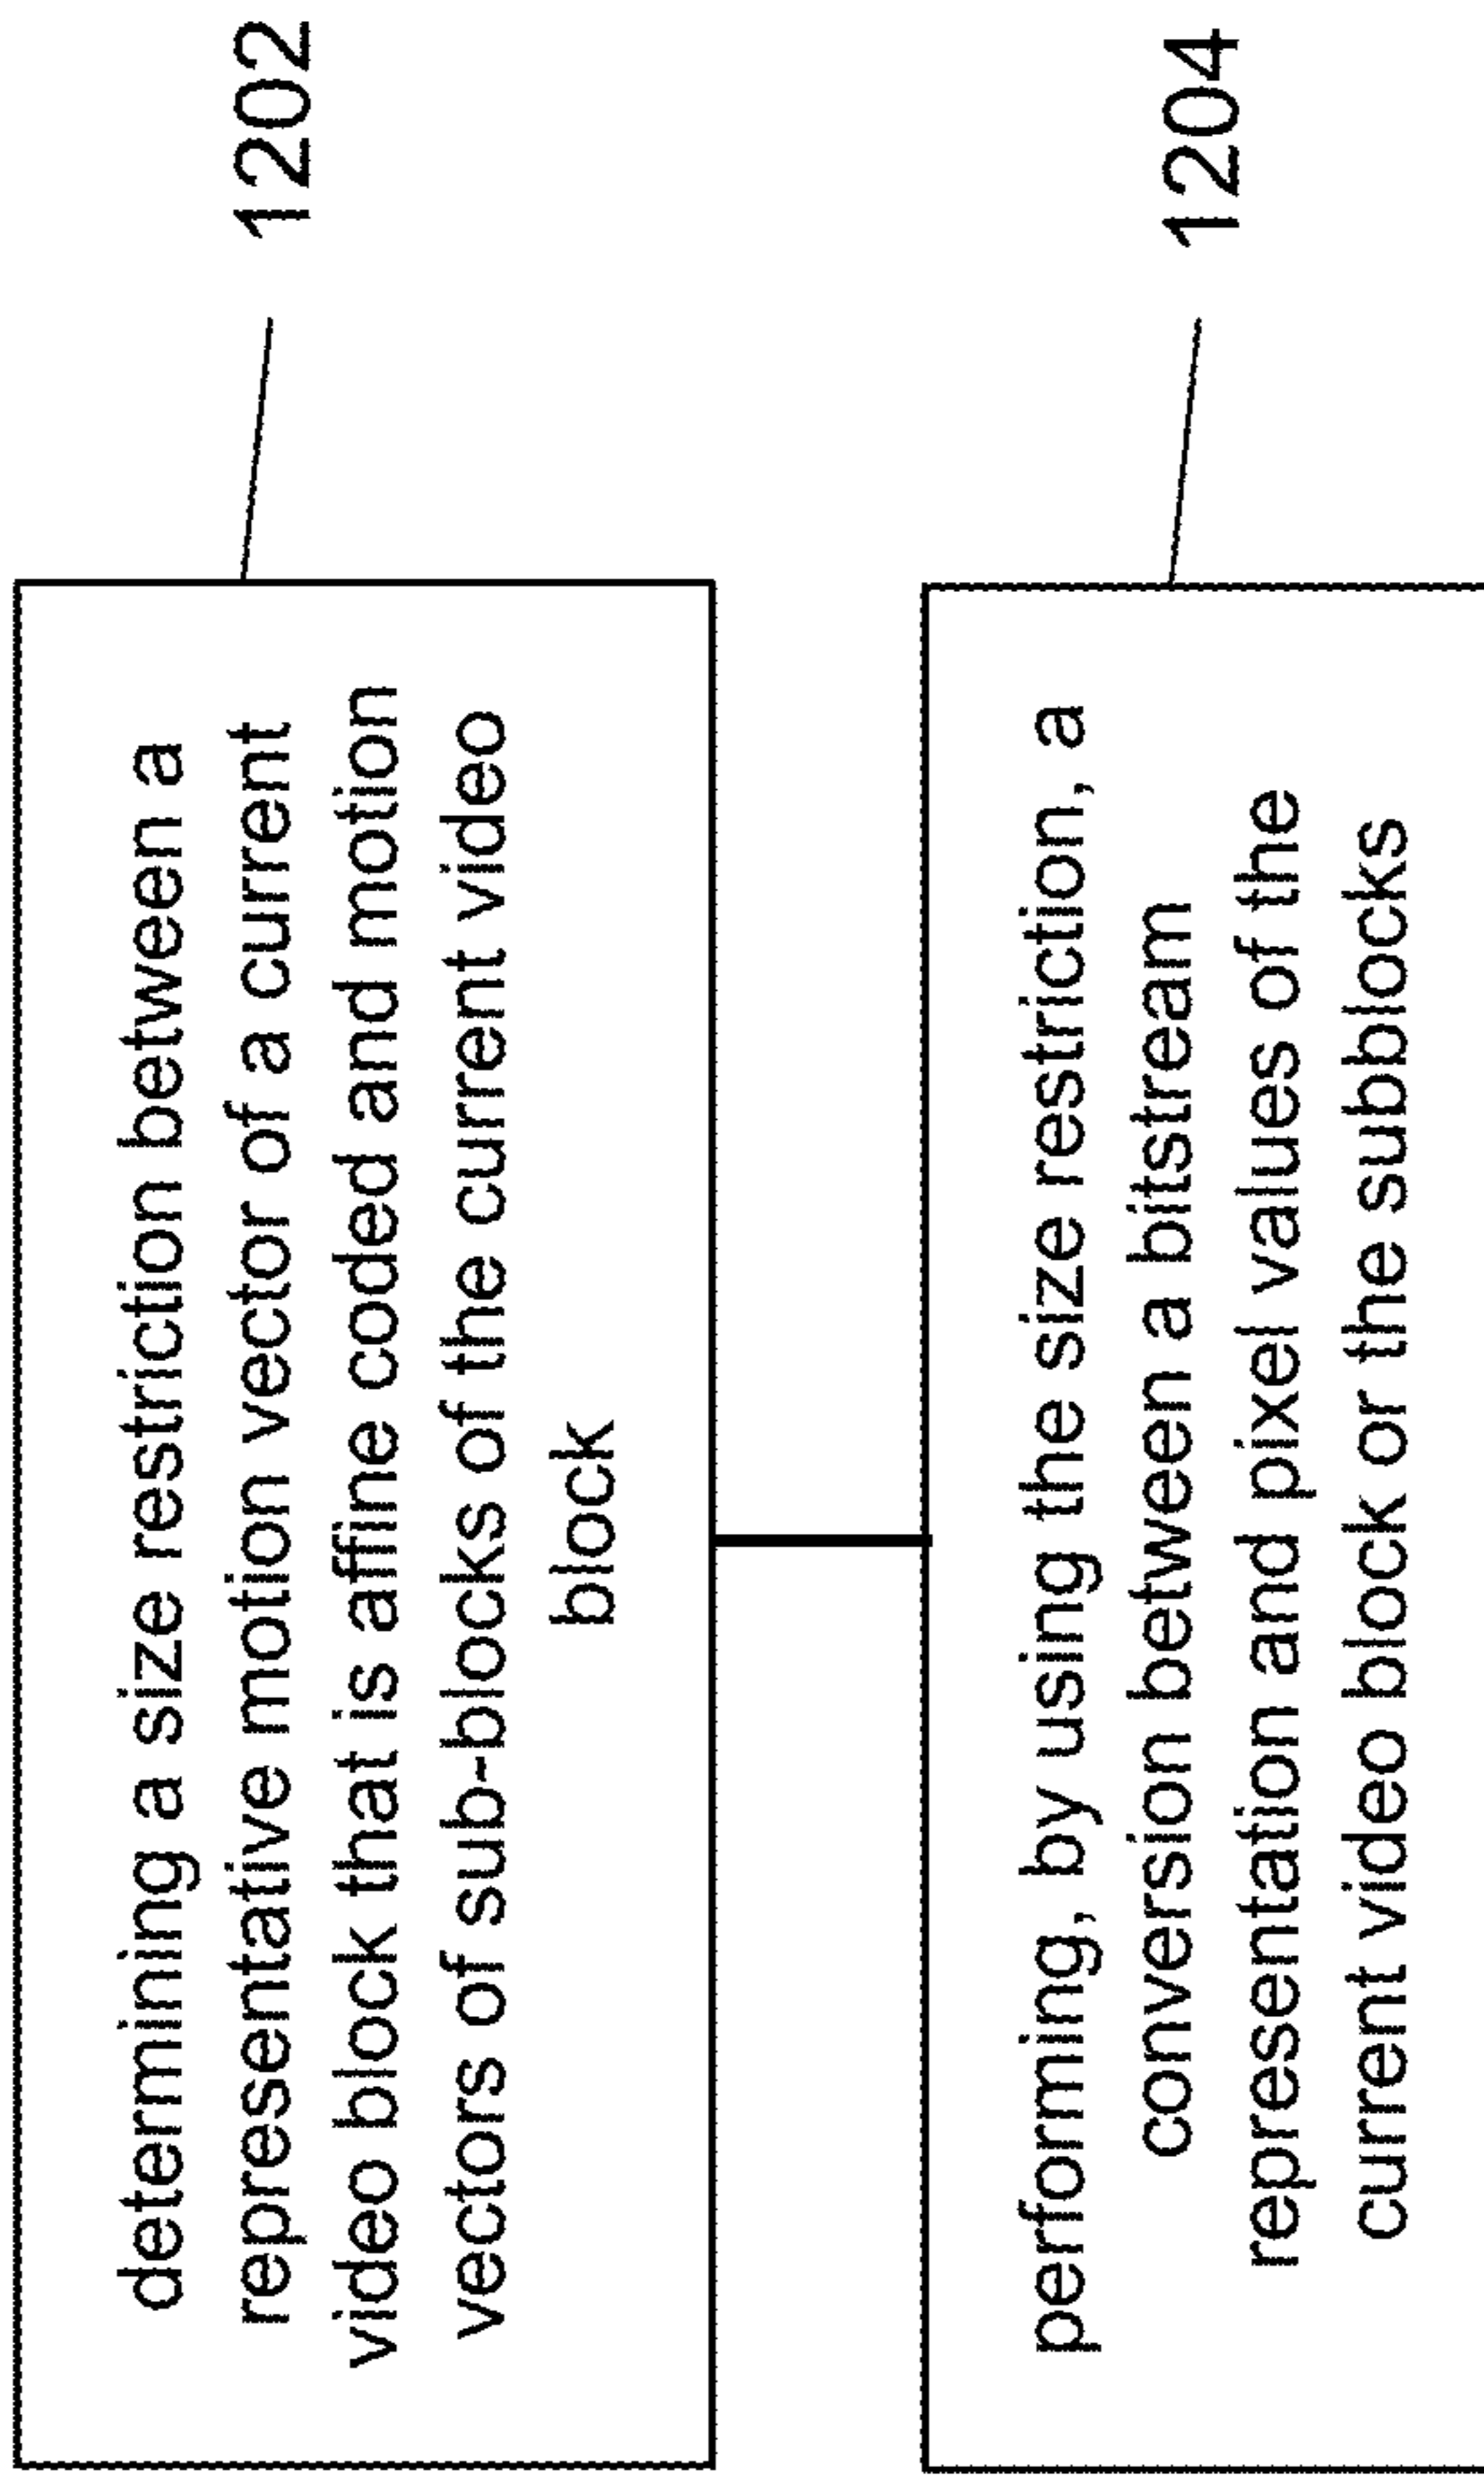 determining a size restriction between a
representative motion vector of a current
video block that is affine coded and motion
vectors of sub-blocks of the current video
block
1202
performing, by using the size restriction, a
conversion between a bitstream
representation and pixel values of the
current video block or the subblocks
1204